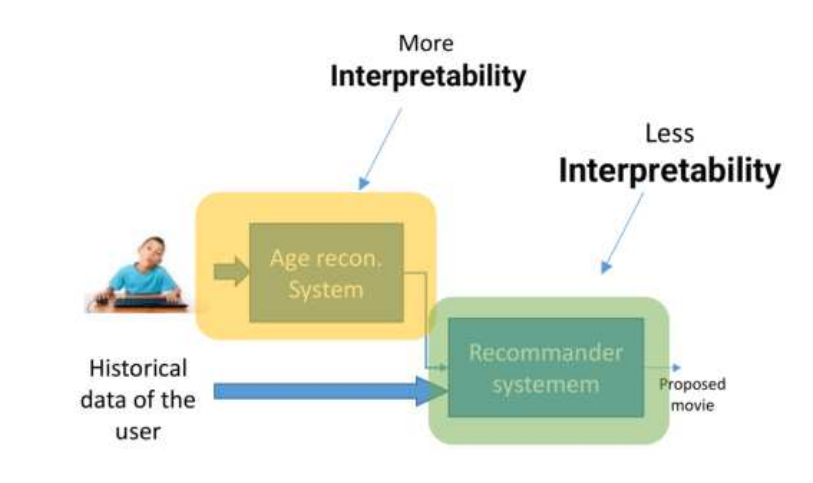 More
Interpretability
Less
Interpretability
Age recon.
System
Historical
data of the
user
Recommander
systemem
Proposed
movie